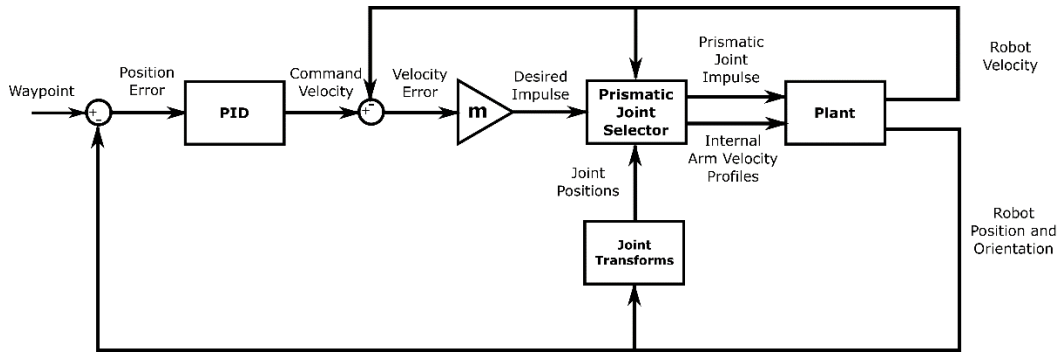 Waypoint
+
-
Position
Error
PID
Command
Velocity
+
-
Velocity
Error
m
Desired
Impulse
Prismatic
Joint
Selector
Prismatic
Joint
Impulse
Internal
Arm Velocity
Profiles
Plant
Robot
Velocity
Joint
Positions
Joint
Transforms
Robot
Position and
Orientation